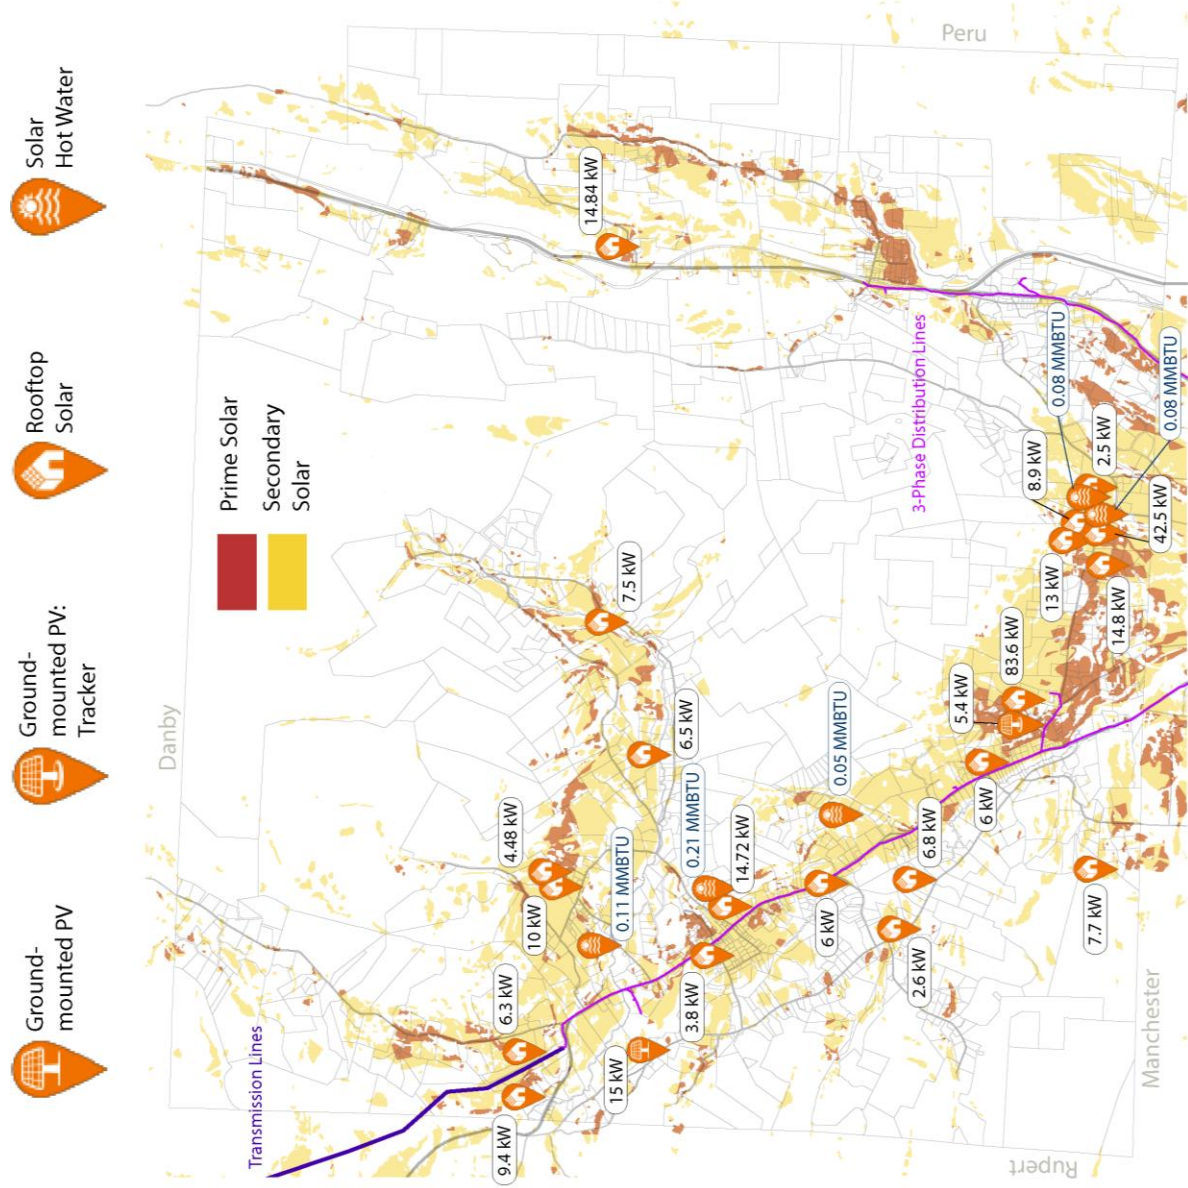 Ground-
mounted PV
Ground-
mounted PV:
Tracker
Rooftop
Solar
Solar
Hot Water
Prime Solar
Secondary
Solar
Transmission Lines
3-Phase Distribution Lines
Danby
Peru
Rupert
Manchester
9.4 kW
6.3 kW
15 kW
10 kW
4.48 kW
0.11 MMBTU
3.8 kW
0.21 MMBTU
14.72 kW
6.5 kW
7.5 kW
14.84 kW
0.05 MMBTU
6 kW
6.8 kW
2.6 kW
6 kW
5.4 kW
83.6 kW
7.7 kW
13 kW
14.8 kW
8.9 kW
2.5 kW
42.5 kW
0.08 MMBTU
0.08 MMBTU